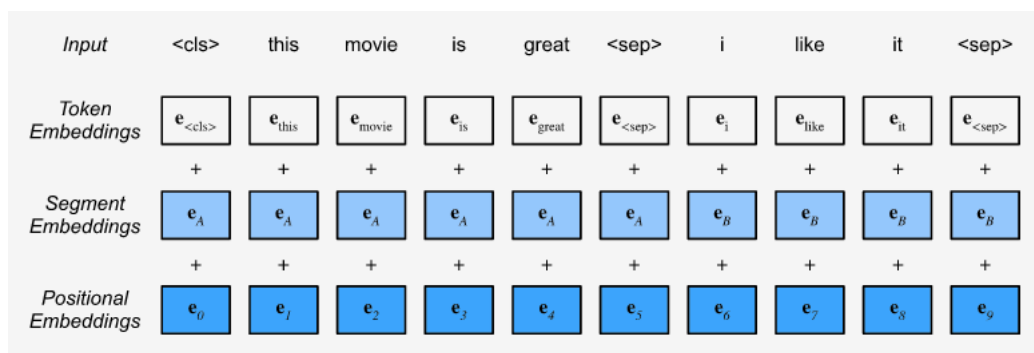 Input <cls> this movie is great <sep> i like it <sep>
Token Embeddings e<cls> ethis emovie eis egreat e<sep> ei elike eit e<sep>
+ + + + + + + + + +
Segment Embeddings eA eA eA eA eA eA eB eB eB eB
+ + + + + + + + + +
Positional Embeddings e0 e1 e2 e3 e4 e5 e6 e7 e8 e9